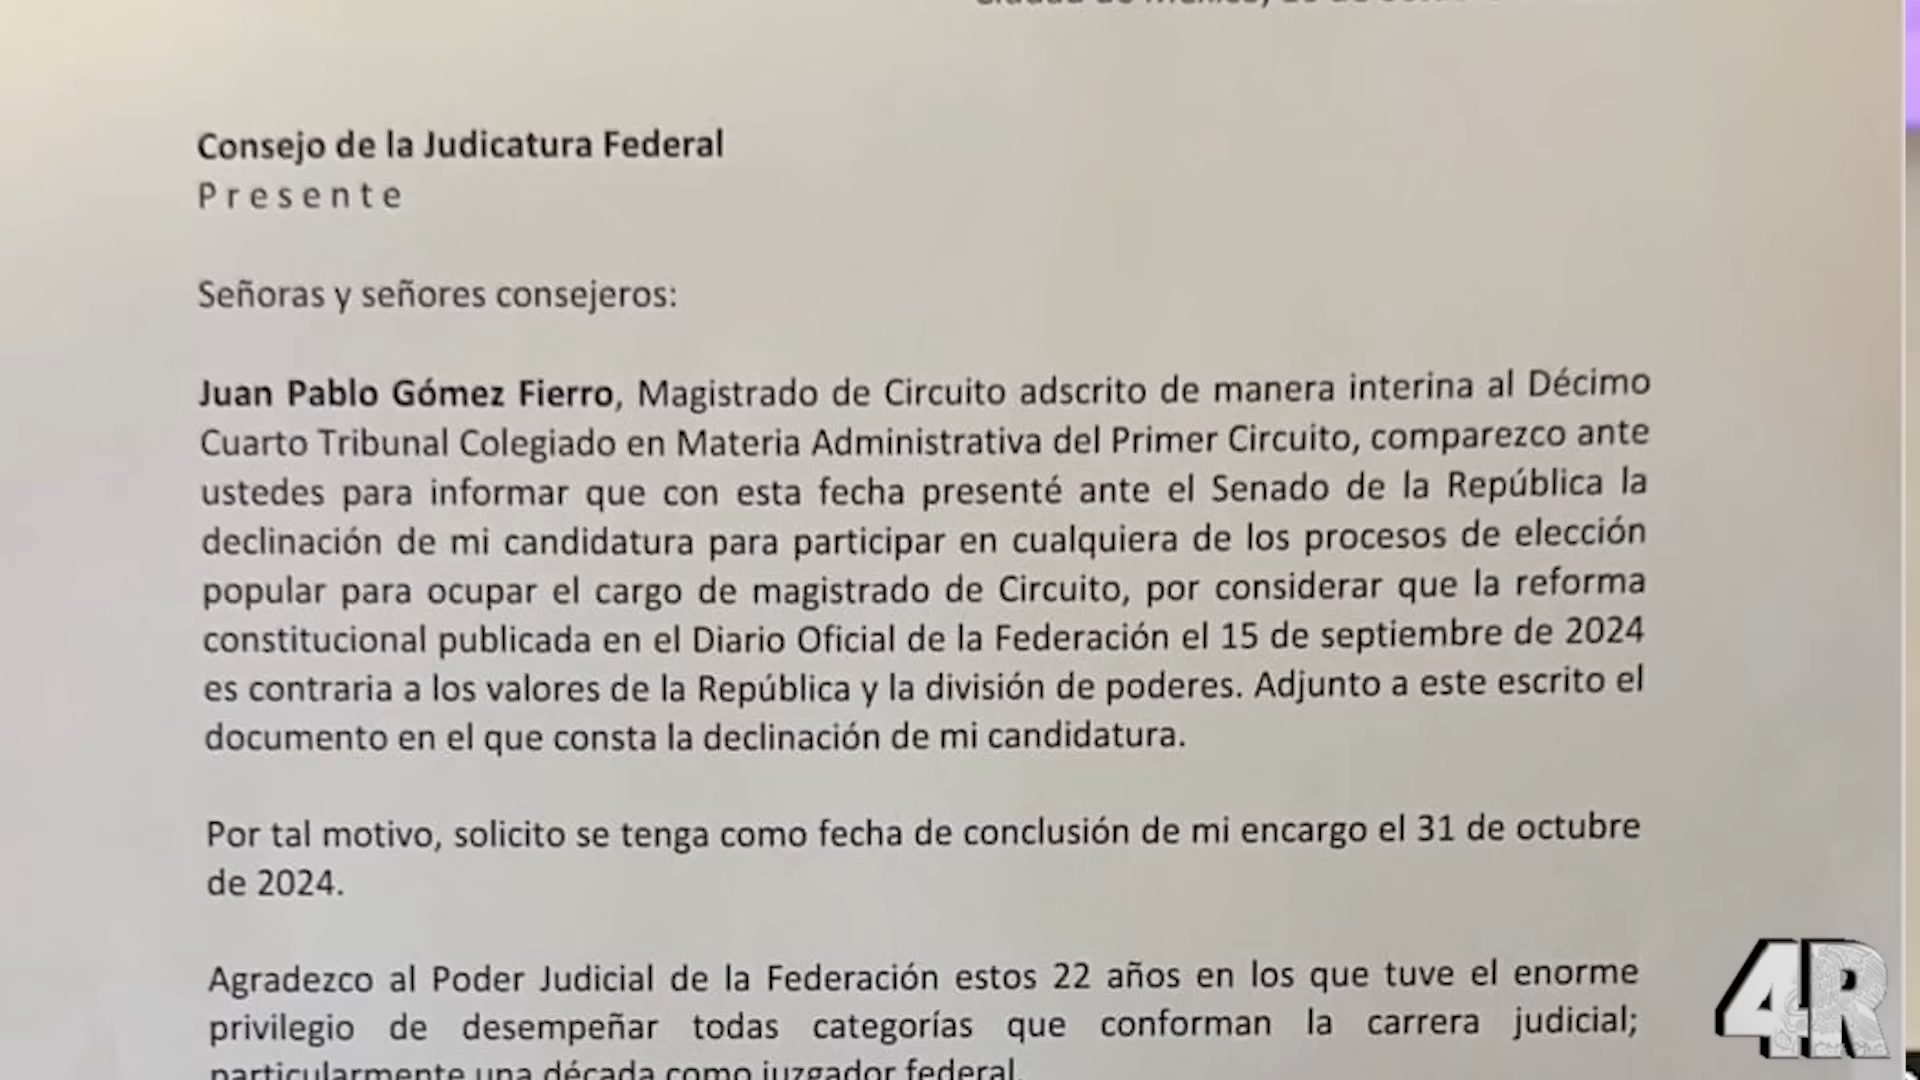 Consejo de la Judicatura Federal
Presente
Señoras y señores consejeros:
Juan Pablo Gómez Fierro, Magistrado de Circuito adscrito de manera interina al Décimo
Cuarto Tribunal Colegiado en Materia Administrativa del Primer Circuito, comparezco ante
ustedes para informar que con esta fecha presenté ante el Senado de la República la
declinación de mi candidatura para participar en cualquiera de los procesos de elección
popular para ocupar el cargo de magistrado de Circuito, por considerar que la reforma
constitucional publicada en el Diario Oficial de la Federación el 15 de septiembre de 2024
es contraria a los valores de la República y la división de poderes. Adjunto a este escrito el
documento en el que consta la declinación de mi candidatura.
Por tal motivo, solicito se tenga como fecha de conclusión de mi encargo el 31 de octubre
de 2024.
Agradezco al Poder Judicial de la Federación estos 22 años en los que tuve el enorme
privilegio de desempeñar todas categorías que conforman la carrera judicial;
particularmente una década como juzgador federal.
4R